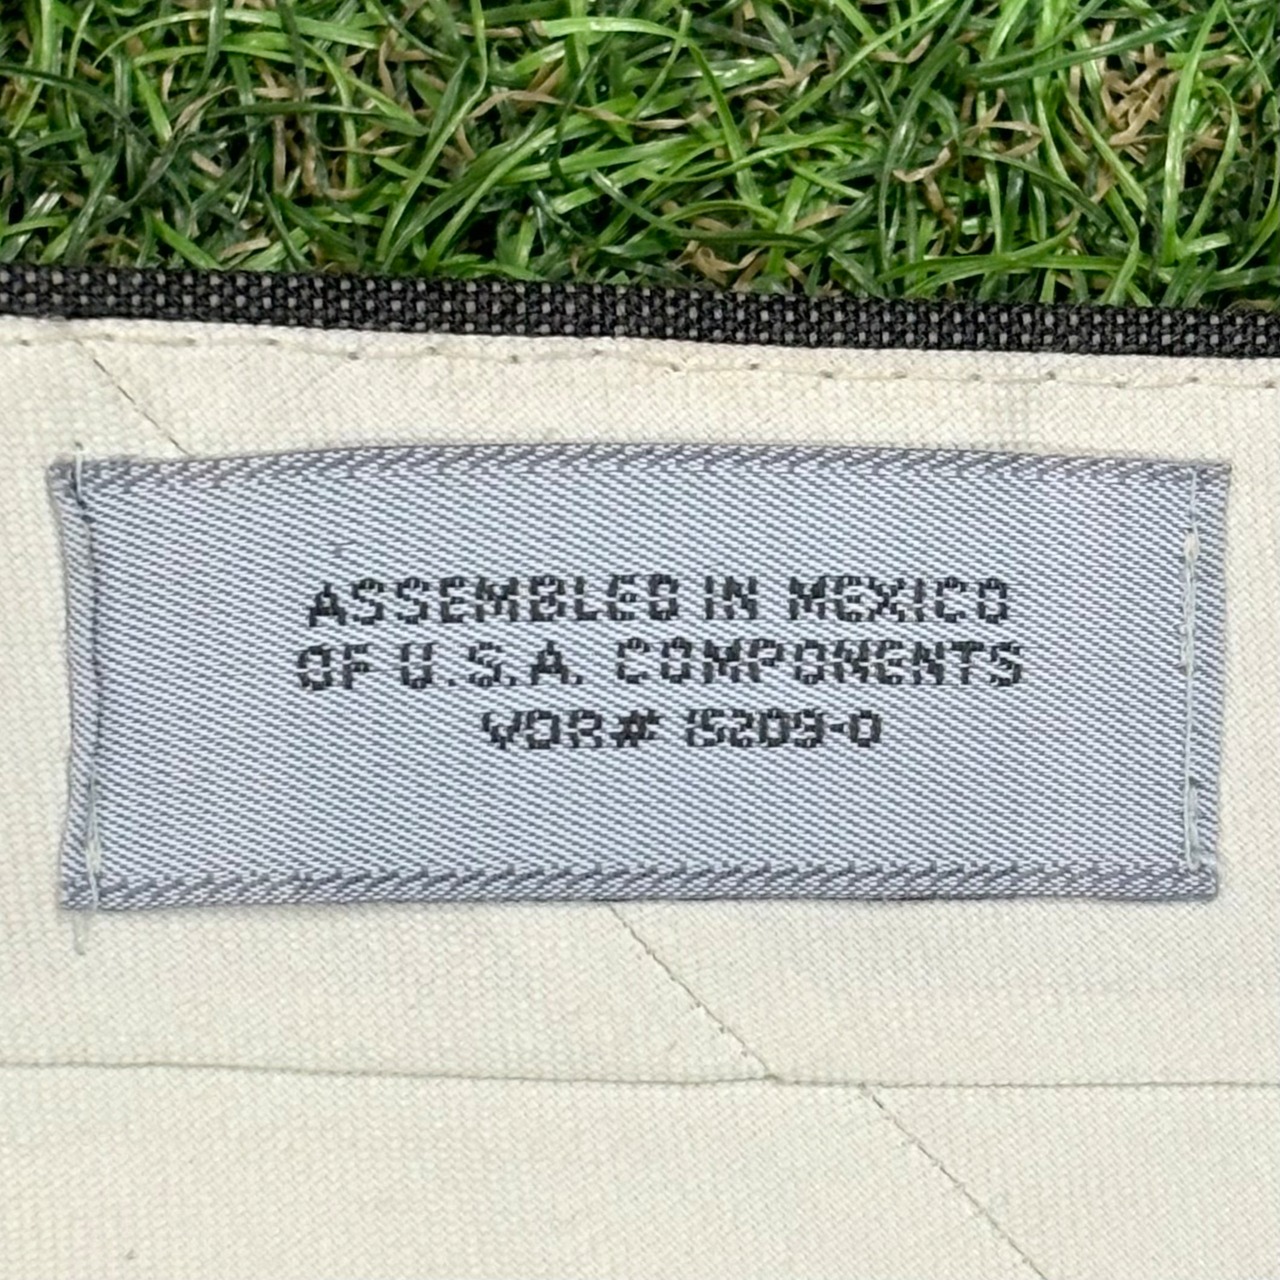 ASSEMBLED IN MEXICO
OF U.S.A. COMPONENTS
VDR# 15209-0